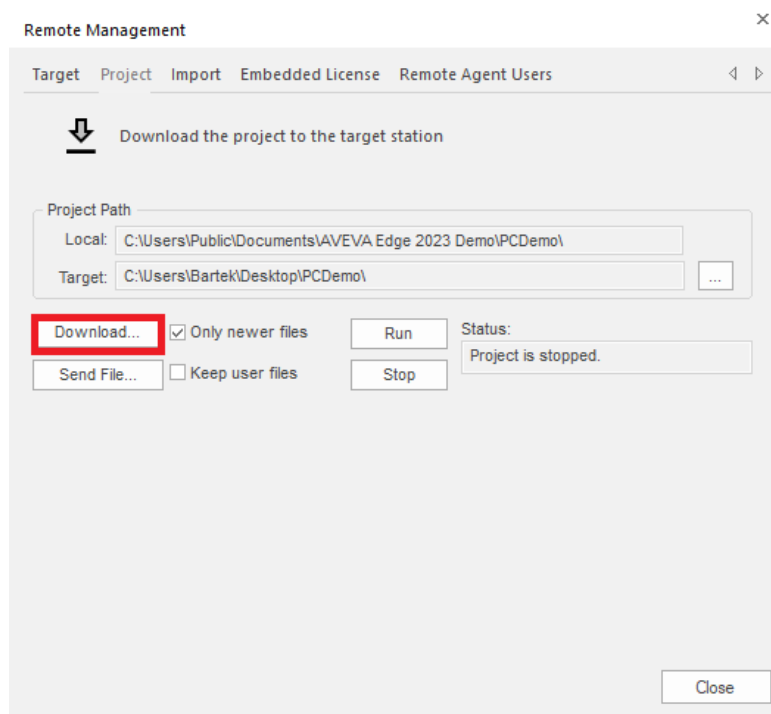 Remote Management
Target Project Import Embedded License Remote Agent Users
Download the project to the target station
Project Path
Local: C:\Users\Public\Documents\AVEVA Edge 2023 Demo\PCDemo\
Target: C:\Users\Bartek\Desktop\PCDemo\ ...
Download... Only newer files Run Status:
Project is stopped.
Send File... Keep user files Stop
Close